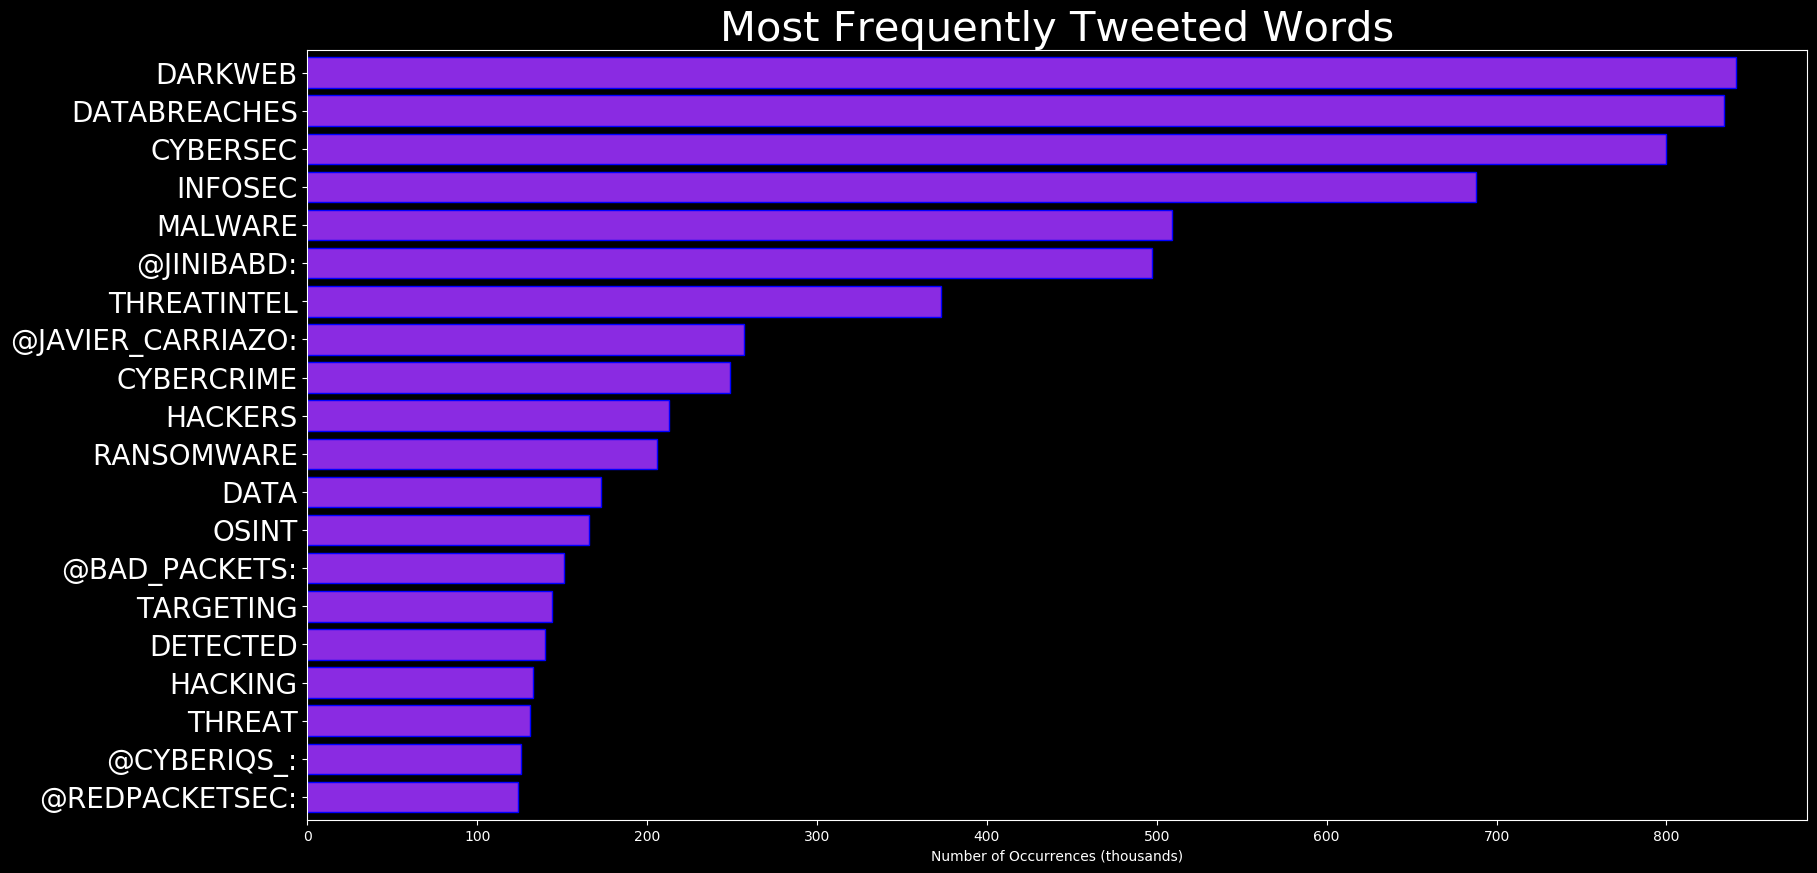 Most Frequently Tweeted Words
DARKWEB
DATABREACHES
CYBERSEC
INFOSEC
MALWARE
@JINIBABD:
THREATINTEL
@JAVIER_CARRIAZO:
CYBERCRIME
HACKERS
RANSOMWARE
DATA
OSINT
@BAD_PACKETS:
TARGETING
DETECTED
HACKING
THREAT
@CYBERIQS_:
@REDPACKETSEC:
0 100 200 300 400 500 600 700 800
Number of Occurrences (thousands)